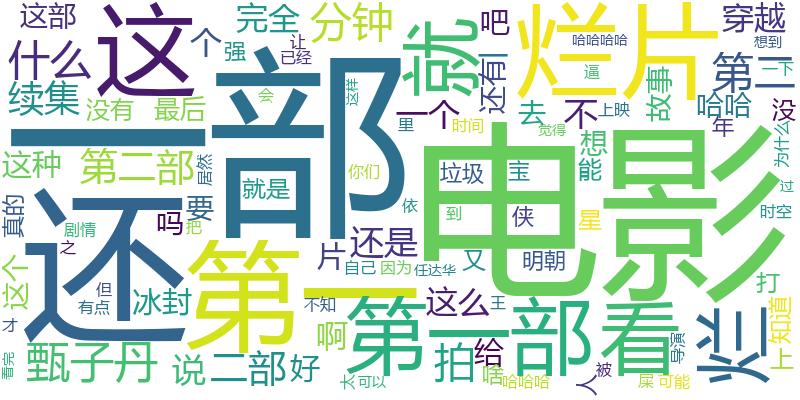 这部
什么
这
个
强
完全
让
已经
分钟
就
吧
还有
烂片
哈哈哈哈
逼
故事
第二
穿越
想到
一下
续集
没有
最后
会
一部
这样
一个
里
时间
去
不
上映
觉得
想
能
哈哈
年
没
为什么
这种
第二部
居然
就是
你们
依
垃圾
宝
电影
过
真的
剧情
之
还
吗
要
把
到
侠
星
时空
这个
但
有点
冰封
第一
片
还是
自己
因为
任达华
又
明朝
打
才
不知
啊
第一部
这么
王
给
看
导演
烂
知道
上
看完
甄子丹
说
二部
好
太
可以
拍
啥
哈哈哈
人
被
屎
可能